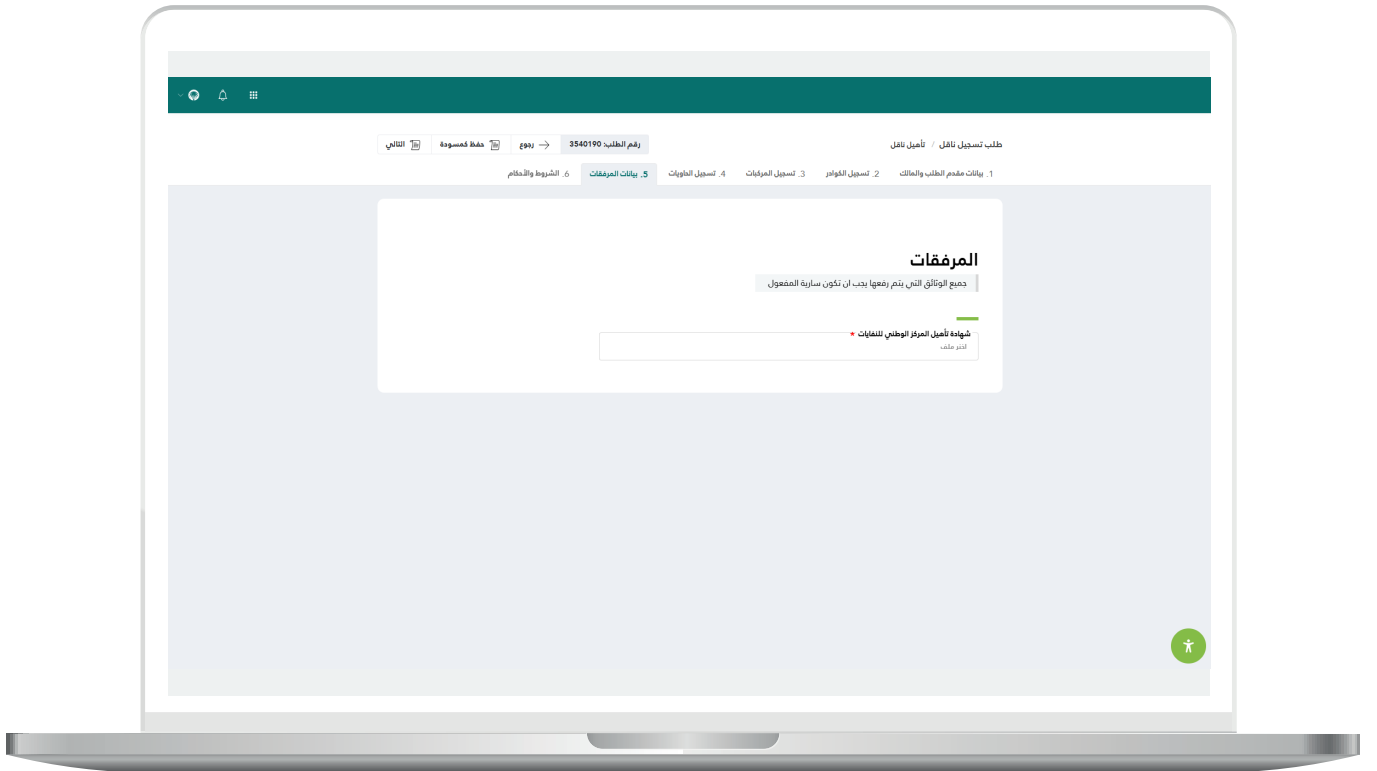 طلب تسجيل ناقل / تأهيل ناقل
رقم الطلب: 3540190
رجوع
حفظ كمسودة
التالي
1. بيانات مقدم الطلب والمالك
2. تسجيل الكوادر
3. تسجيل المركبات
4. تسجيل الحاويات
5. بيانات المرفقات
6. الشروط والأحكام
المرفقات
جميع الوثائق التي يتم رفعها يجب ان تكون سارية المفعول
شهادة تأهيل المركز الوطني للنفايات *
اختر ملف